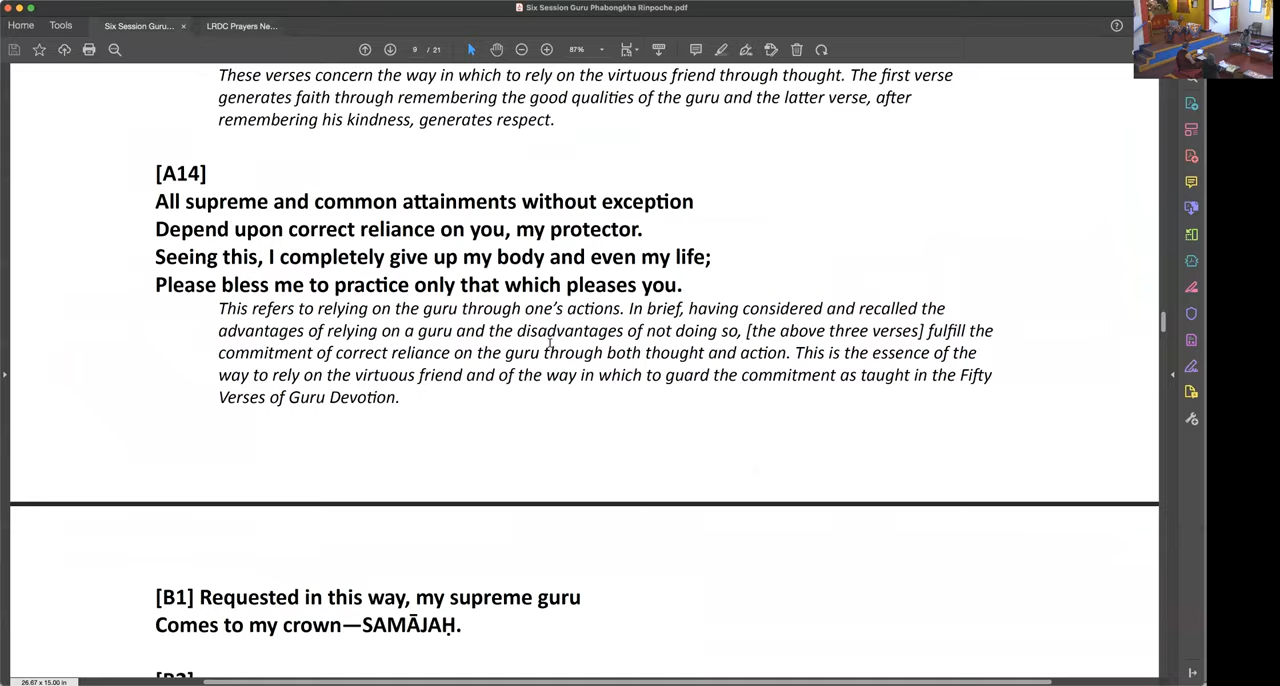 Six Session Guru Phabongkha Rinpoche.pdf
Home Tools Six Session Guru... × LRDC Prayers Ne...
9 / 21 87%
These verses concern the way in which to rely on the virtuous friend through thought. The first verse
generates faith through remembering the good qualities of the guru and the latter verse, after
remembering his kindness, generates respect.
[A14]
All supreme and common attainments without exception
Depend upon correct reliance on you, my protector.
Seeing this, I completely give up my body and even my life;
Please bless me to practice only that which pleases you.
This refers to relying on the guru through one's actions. In brief, having considered and recalled the
advantages of relying on a guru and the disadvantages of not doing so, [the above three verses] fulfill the
commitment of correct reliance on the guru through both thought and action. This is the essence of the
way to rely on the virtuous friend and of the way in which to guard the commitment as taught in the Fifty
Verses of Guru Devotion.
[B1] Requested in this way, my supreme guru
Comes to my crown—SAMĀJAḤ.
26.67 x 15.00 in